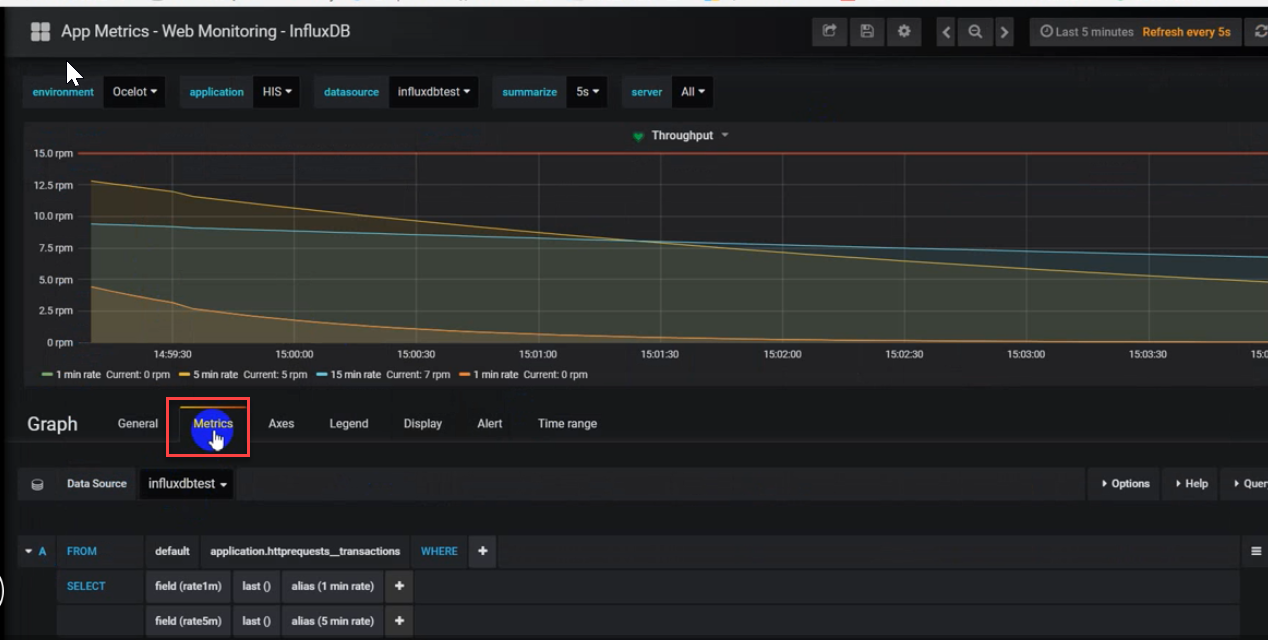 App Metrics - Web Monitoring - InfluxDB
Last 5 minutes Refresh every 5s
environment Ocelot application HIS datasource influxdbtest summarize 5s server All
Throughput
15.0 rpm
12.5 rpm
10.0 rpm
7.5 rpm
5.0 rpm
2.5 rpm
0 rpm
14:59:30 15:00:00 15:00:30 15:01:00 15:01:30 15:02:00 15:02:30 15:03:00 15:03:30 15:0
1 min rate Current: 0 rpm 5 min rate Current: 5 rpm 15 min rate Current: 7 rpm 1 min rate Current: 0 rpm
Graph General Metrics Axes Legend Display Alert Time range
Data Source influxdbtest Options Help Quer
A FROM default application.httprequests__transactions WHERE +
SELECT field (rate1m) last () alias (1 min rate) +
field (rate5m) last () alias (5 min rate) +